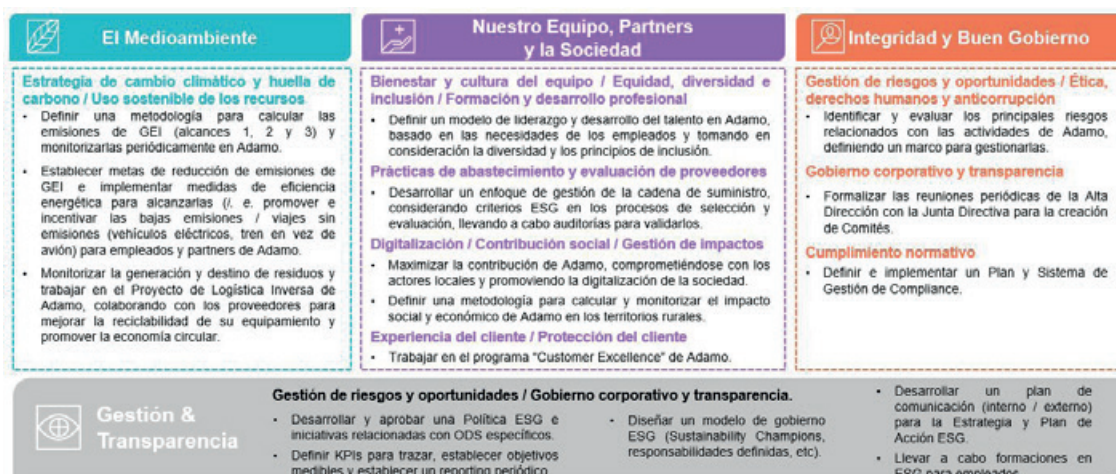 El Medioambiente
Estrategia de cambio climático y huella de
carbono / Uso sostenible de los recursos
• Definir una metodología para calcular las
emisiones de GEI (alcances 1, 2 y 3) y
monitorizarlas periódicamente en Adamo.
• Establecer metas de reducción de emisiones de
GEI e implementar medidas de eficiencia
energética para alcanzarlas (i. e. promover e
incentivar las bajas emisiones / viajes sin
emisiones (vehículos eléctricos, tren en vez de
avión) para empleados y partners de Adamo.
• Monitorizar la generación y destino de residuos y
trabajar en el Proyecto de Logística Inversa de
Adamo, colaborando con los proveedores para
mejorar la reciclabilidad de su equipamiento y
promover la economía circular.
Nuestro Equipo, Partners
y la Sociedad
Bienestar y cultura del equipo / Equidad, diversidad e
inclusión / Formación y desarrollo profesional
• Definir un modelo de liderazgo y desarrollo del talento en Adamo,
basado en las necesidades de los empleados y tomando en
consideración la diversidad y los principios de inclusión.
Prácticas de abastecimiento y evaluación de proveedores
• Desarrollar un enfoque de gestión de la cadena de suministro,
considerando criterios ESG en los procesos de selección y
evaluación, llevando a cabo auditorías para validarlos.
Digitalización / Contribución social / Gestión de impactos
• Maximizar la contribución de Adamo, comprometiéndose con los
actores locales y promoviendo la digitalización de la sociedad.
• Definir una metodología para calcular y monitorizar el impacto
social y económico de Adamo en los territorios rurales.
Experiencia del cliente / Protección del cliente
• Trabajar en el programa "Customer Excellence" de Adamo.
Integridad y Buen Gobierno
Gestión de riesgos y oportunidades / Ética,
derechos humanos y anticorrupción
• Identificar y evaluar los principales riesgos
relacionados con las actividades de Adamo,
definiendo un marco para gestionarlas.
Gobierno corporativo y transparencia
• Formalizar las reuniones periódicas de la Alta
Dirección con la Junta Directiva para la creación
de Comités.
Cumplimiento normativo
• Definir e implementar un Plan y Sistema de
Gestión de Compliance.
Gestión &
Transparencia
Gestión de riesgos y oportunidades / Gobierno corporativo y transparencia.
• Desarrollar y aprobar una Política ESG e
iniciativas relacionadas con ODS específicos.
• Definir KPIs para trazar, establecer objetivos
medibles y establecer un reporting periódico
• Diseñar un modelo de gobierno
ESG (Sustainability Champions,
responsabilidades definidas, etc).
• Desarrollar un plan de
comunicación (interno / externo)
para la Estrategia y Plan de
Acción ESG.
• Llevar a cabo formaciones en
ESG para empleados